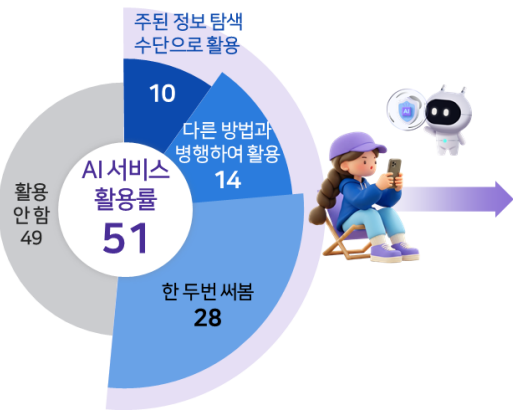 주된 정보 탐색
수단으로 활용
10
다른 방법과
병행하여 활용
14
AI 서비스
활용률
51
활용
안 함
49
한 두번 써봄
28
AI